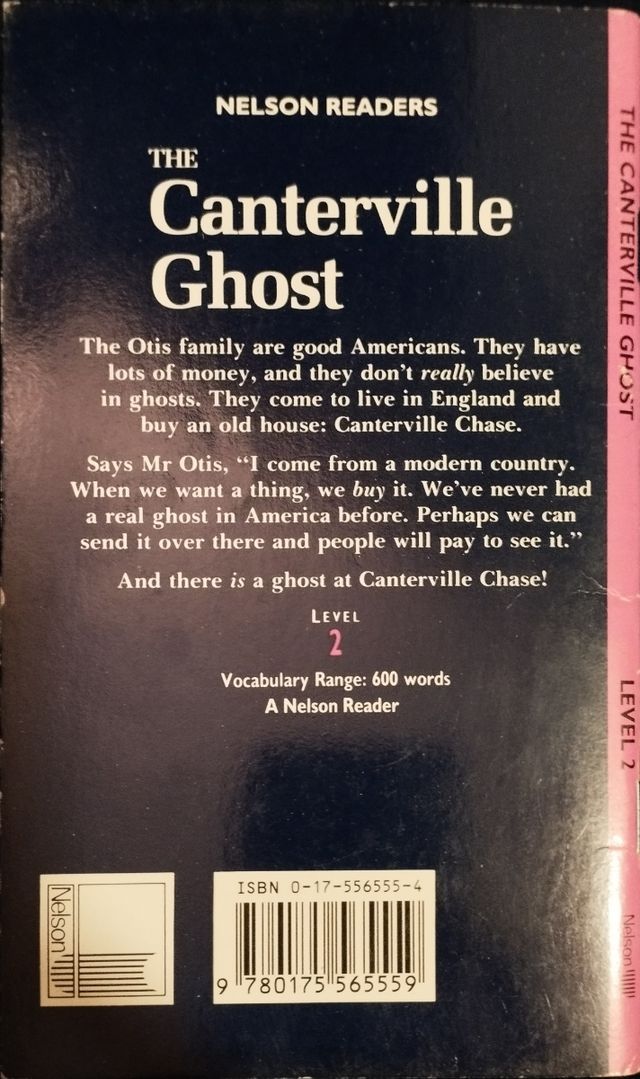 NELSON READERS
THE
Canterville
Ghost
The Otis family are good Americans. They have
lots of money, and they don't really believe
in ghosts. They come to live in England and
buy an old house: Canterville Chase.
Says Mr Otis, “I come from a modern country.
When we want a thing, we buy it. We've never had
a real ghost in America before. Perhaps we can
send it over there and people will pay to see it.”
And there is a ghost at Canterville Chase!
LEVEL
2
Vocabulary Range: 600 words
A Nelson Reader
Nelson
ISBN 0-17-556555-4
9 780175 565559
THE CANTERVILLE GHOST
LEVEL 2
Nelson